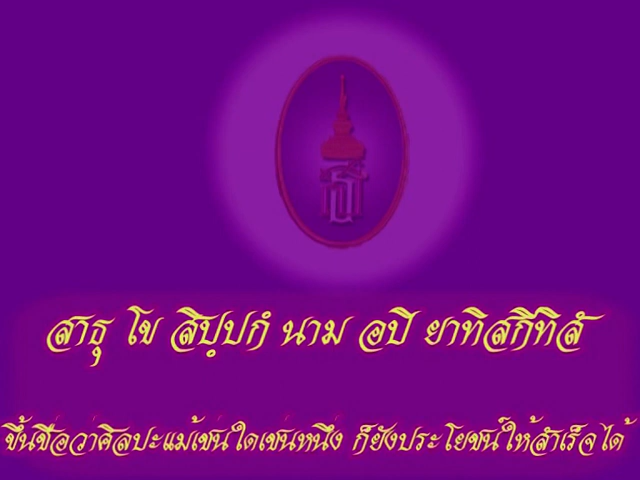 สาธุ โข สิปฺปกํ นาม อปิ ยาทิสกีทิสํ
ขึ้นชื่อว่าศิลปะแม้เช่นใดเช่นหนึ่ง ก็ยังประโยชน์ให้สำเร็จได้